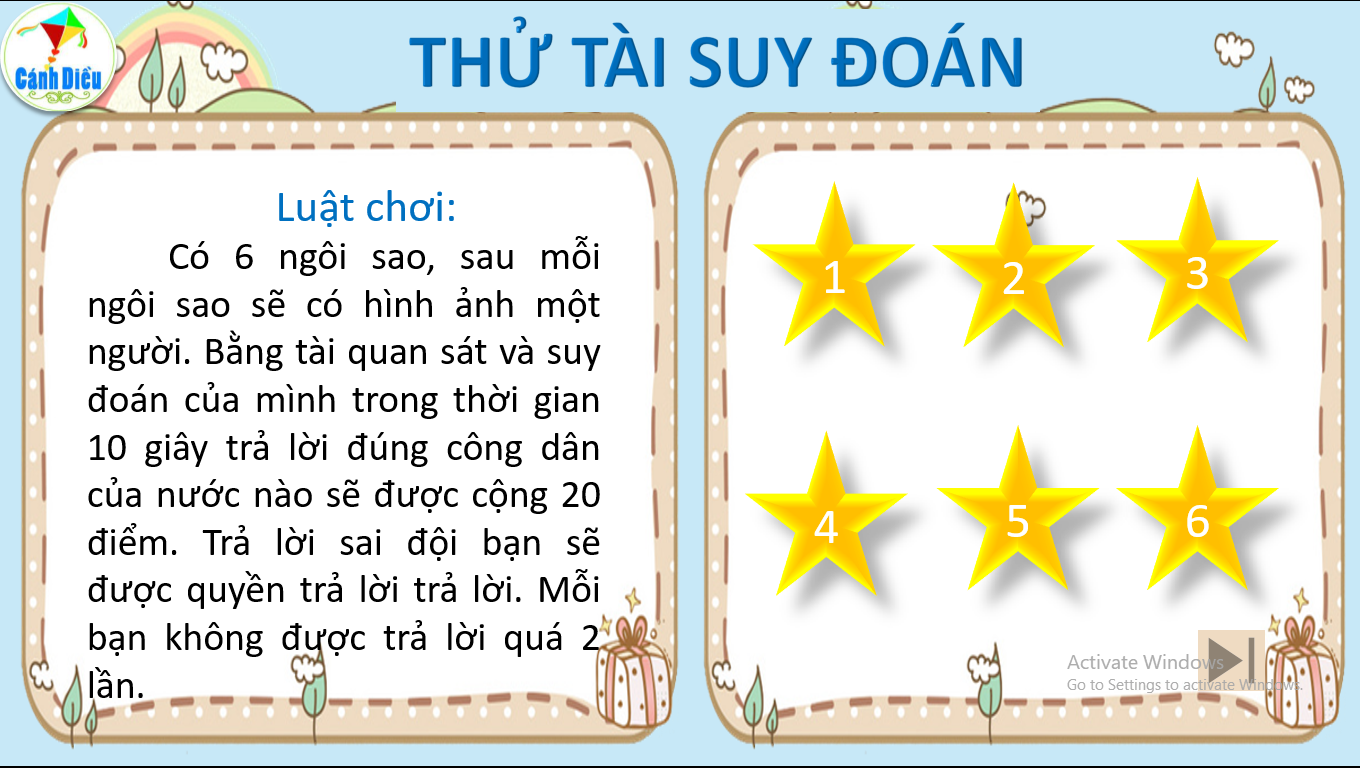 Cánh Diều
THỬ TÀI SUY ĐOÁN
Luật chơi:
Có 6 ngôi sao, sau mỗi
ngôi sao sẽ có hình ảnh một
người. Bằng tài quan sát và suy
đoán của mình trong thời gian
10 giây trả lời đúng công dân
của nước nào sẽ được cộng 20
điểm. Trả lời sai đội bạn sẽ
được quyền trả lời trả lời. Mỗi
bạn không được trả lời quá 2
lần.
1
2
3
4
5
6
Activate Windows
Go to Settings to activate Windows.